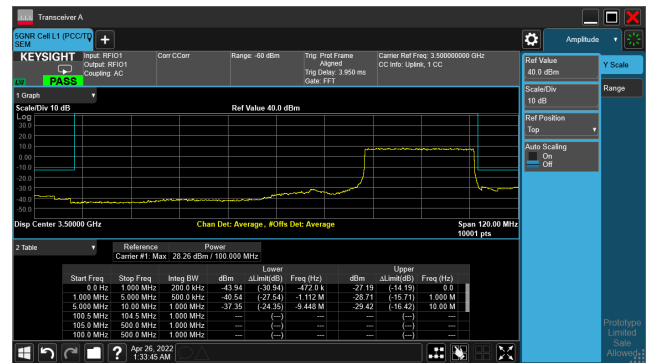 Transceiver A
5GNR Cell L1 (PCC/TQ
SEM
Amplitude
KEYSIGHT
Input: RFIO1
Output: RFIO1
Coupling: AC
Corr CCorr
Range: -60 dBm
Trig: Prot Frame
Aligned
Trig Delay: 3.950 ms
Gate: FFT
Carrier Ref Freq: 3.500000000 GHz
CC Info: Uplink, 1 CC
LW
PASS
Ref Value
40.0 dBm
Y Scale
Scale/Div
10 dB
Range
Ref Position
Top
Auto Scaling
On
Off
1 Graph
Scale/Div 10 dB
Ref Value 40.0 dBm
Log
30.0
20.0
10.0
0.00
-10.0
-20.0
-30.0
-40.0
-50.0
Disp Center 3.50000 GHz
Chan Det: Average, #Offs Det: Average
Span 120.00 MHz
10001 pts
2 Table
Reference Power
Carrier #1: Max 28.26 dBm / 100.000 MHz
Lower Upper
Start Freq Stop Freq Integ BW dBm ΔLimit(dB) Freq (Hz) dBm ΔLimit(dB) Freq (Hz)
0.0 Hz 1.000 MHz 200.0 kHz -43.94 (-30.94) -472.0 k -27.19 (-14.19) 0.0
1.000 MHz 5.000 MHz 500.0 kHz -40.54 (-27.54) -1.112 M -28.71 (-15.71) 1.000 M
5.000 MHz 10.00 MHz 1.000 MHz -37.35 (-24.35) -9.448 M -29.42 (-16.42) 10.00 M
100.5 MHz 104.5 MHz 1.000 MHz --- (---) --- --- (---) ---
105.0 MHz 500.0 MHz 1.000 MHz --- (---) --- --- (---) ---
100.0 MHz 500.0 MHz 1.000 MHz --- (---) --- --- (---) ---
Prototype
Limited
Sale
Allowed
?
Apr 26, 2022
1:33:45 AM